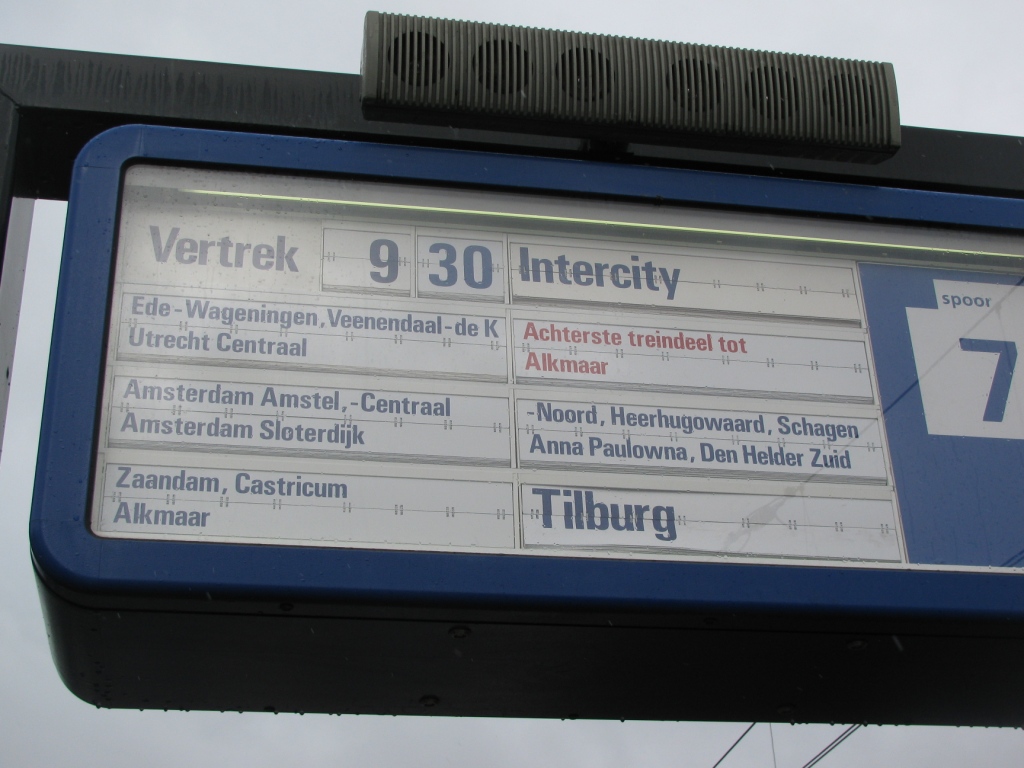 Vertrek 9 30 Intercity
spoor
7
Ede-Wageningen, Veenendaal-de K
Utrecht Centraal
Achterste treindeel tot
Alkmaar
Amsterdam Amstel,-Centraal
Amsterdam Sloterdijk
-Noord, Heerhugowaard, Schagen
Anna Paulowna, Den Helder Zuid
Zaandam, Castricum
Alkmaar
Tilburg